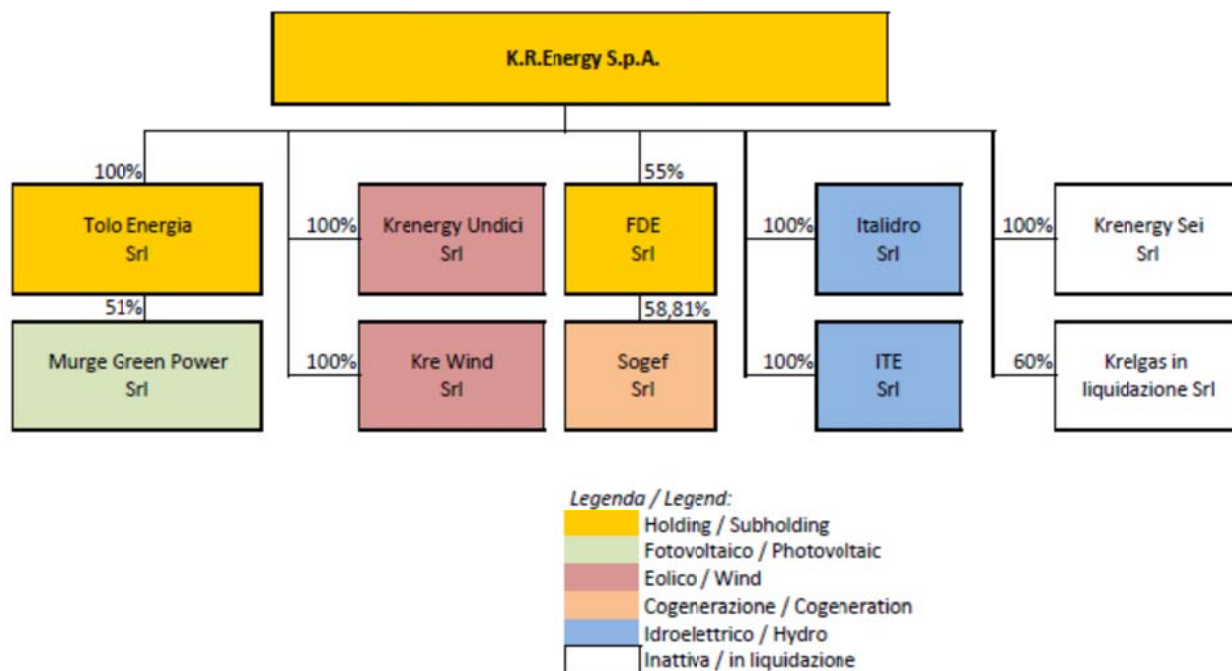 K.R.Energy S.p.A.
100%
55%
Tolo Energia
Srl
100%
Krenergy Undici
Srl
FDE
Srl
100%
Italidro
Srl
100%
Krenergy Sei
Srl
51%
58,81%
Murge Green Power
Srl
100%
Kre Wind
Srl
Sogef
Srl
100%
ITE
Srl
60%
Krelgas in
liquidazione Srl
Legenda / Legend:
Holding / Subholding
Fotovoltaico / Photovoltaic
Eolico / Wind
Cogenerazione / Cogeneration
Idroelettrico / Hydro
Inattiva / in liquidazione